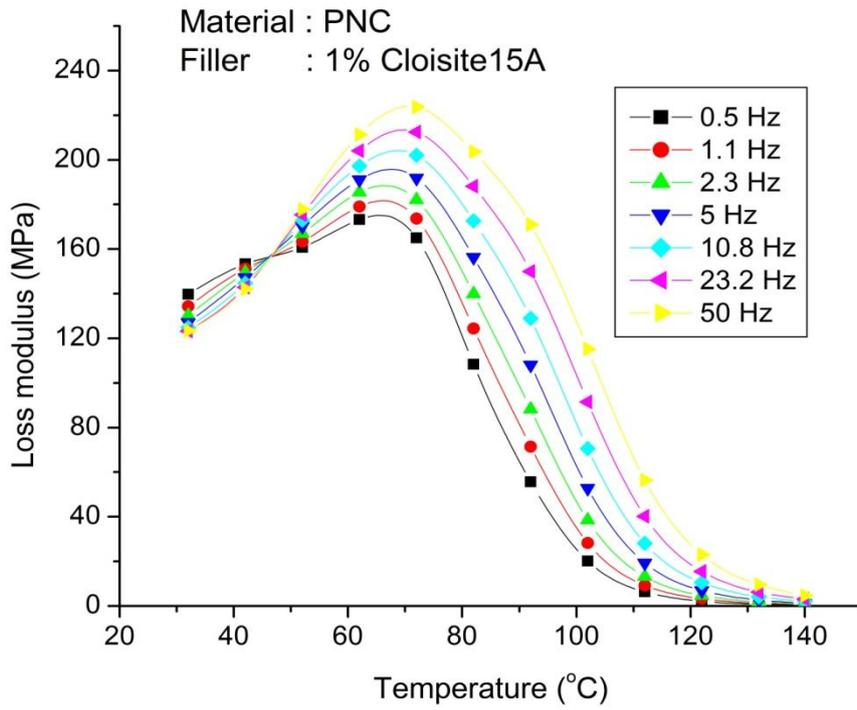 Material : PNC
Filler : 1% Cloisite15A
240
200
160
120
80
40
0
Loss modulus (MPa)
0.5 Hz
1.1 Hz
2.3 Hz
5 Hz
10.8 Hz
23.2 Hz
50 Hz
20 40 60 80 100 120 140
Temperature (°C)